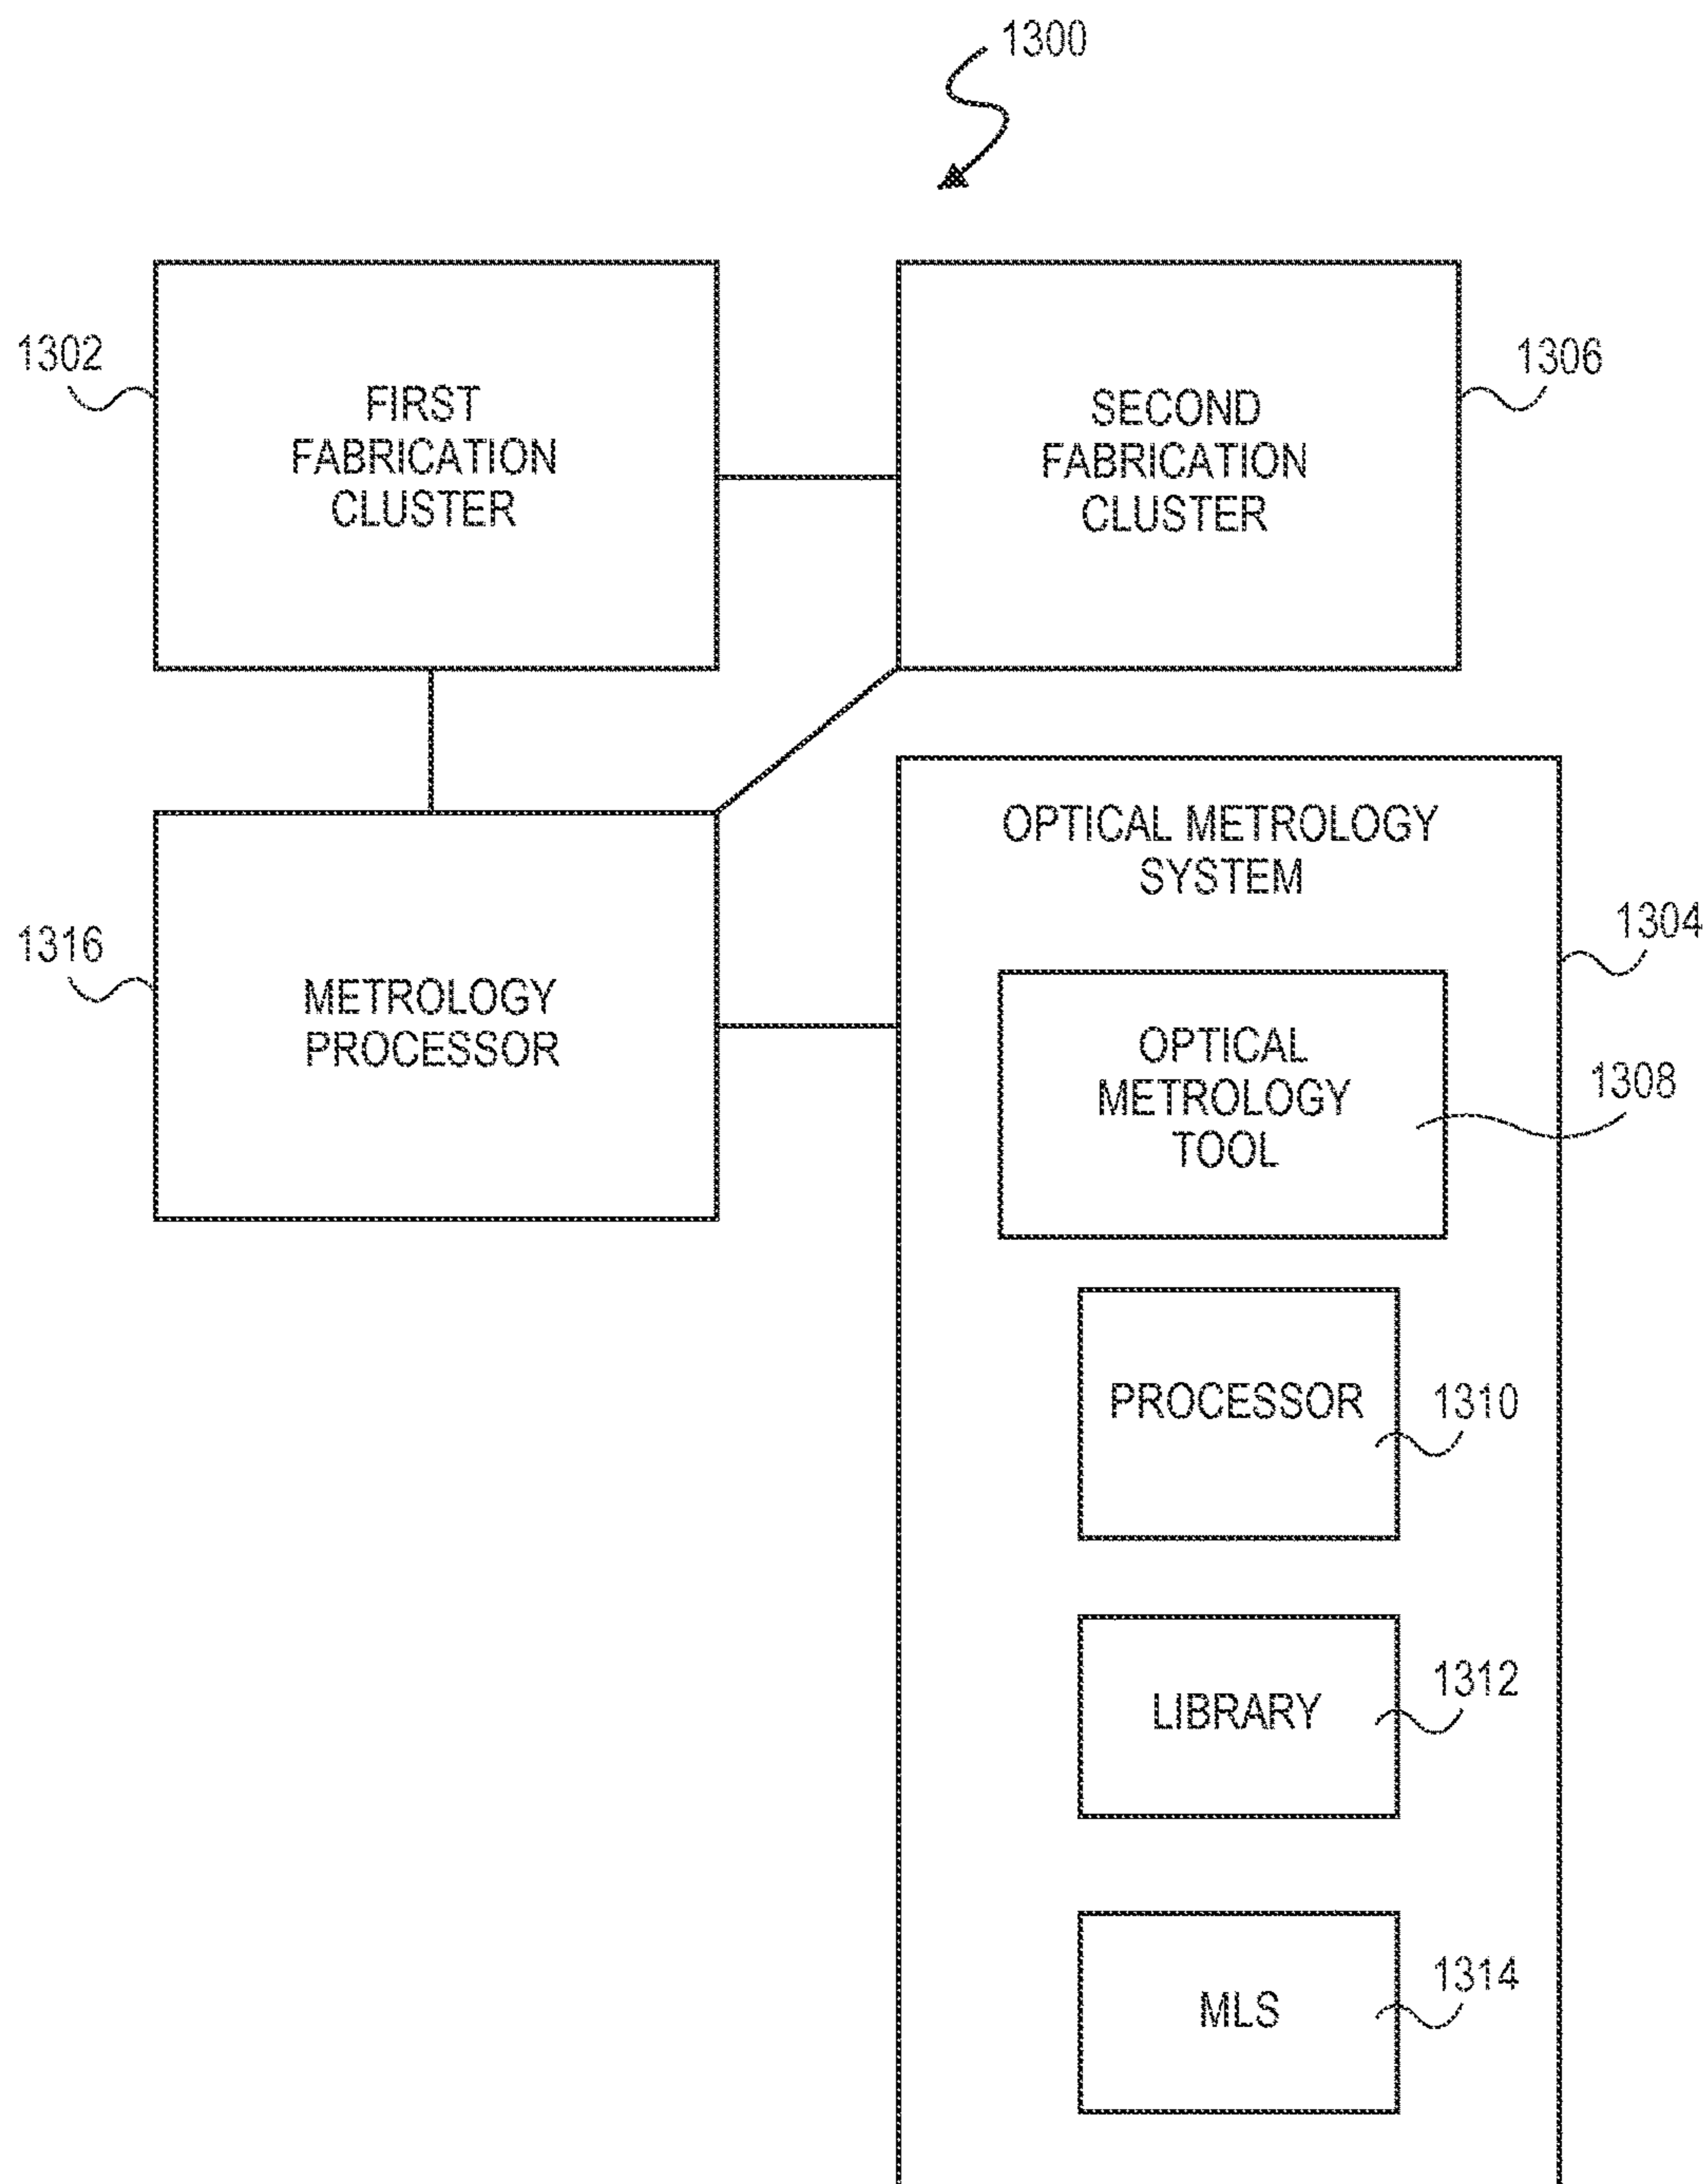 1300
1302
FIRST
FABRICATION
CLUSTER
SECOND
FABRICATION
CLUSTER
1306
1316
METROLOGY
PROCESSOR
OPTICAL METROLOGY
SYSTEM
1304
OPTICAL
METROLOGY
TOOL
1308
PROCESSOR
1310
LIBRARY
1312
MLS
1314